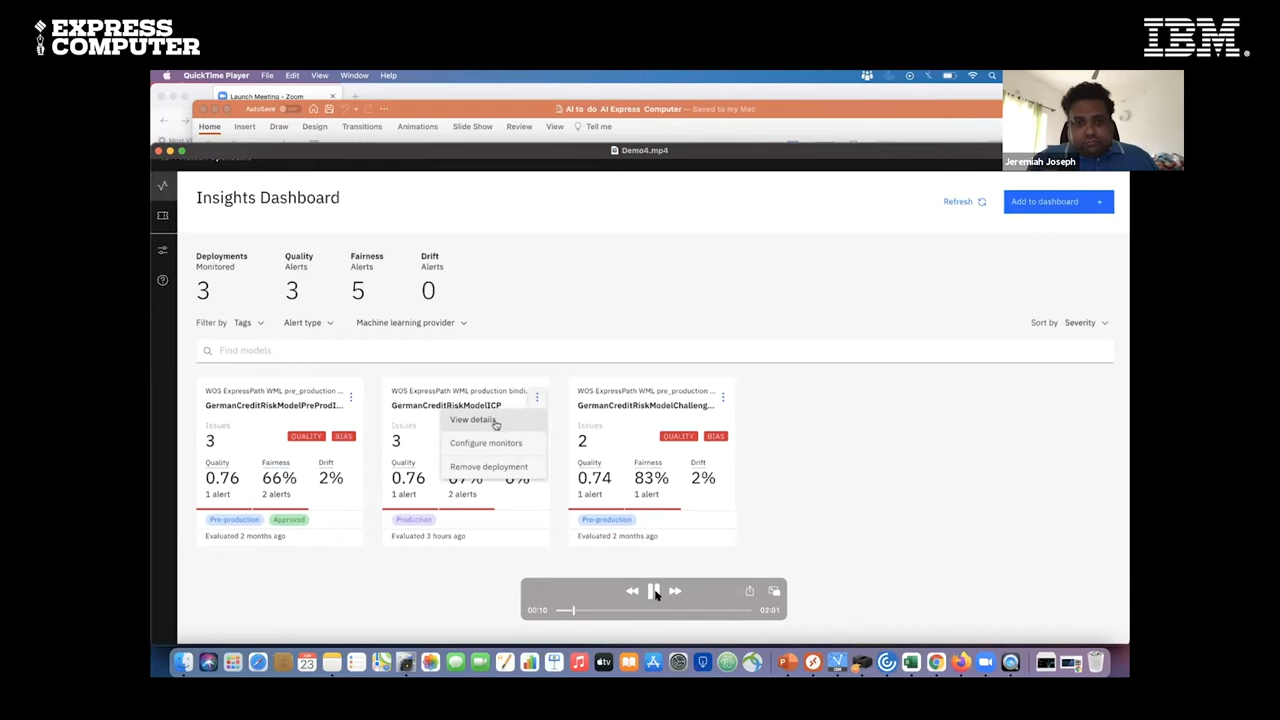 EXPRESS
COMPUTER
IBM
QuickTime Player File Edit View Window Help
Launch Meeting - Zoom
AutoSave OFF
AI to do AI Express Computer — Saved to my Mac
Home Insert Draw Design Transitions Animations Slide Show Review View Tell me
Demo4.mp4
Jeremiah Joseph
Insights Dashboard
Refresh
Add to dashboard +
Deployments Monitored 3
Quality Alerts 3
Fairness Alerts 5
Drift Alerts 0
Filter by Tags Alert type Machine learning provider
Sort by Severity
Find models
WOS ExpressPath WML pre_production ...
GermanCreditRiskModelPreProdI...
Issues
3 QUALITY BIAS
Quality Fairness Drift
0.76 66% 2%
1 alert 2 alerts
Pre-production Approved
Evaluated 2 months ago
WOS ExpressPath WML production bindi...
GermanCreditRiskModelICP
View details
Issues
3
Configure monitors
Quality
Remove deployment
0.76
1 alert 2 alerts
Production
Evaluated 3 hours ago
WOS ExpressPath WML pre_production ...
GermanCreditRiskModelChalleng...
Issues
2 QUALITY BIAS
Quality Fairness Drift
0.74 83% 2%
1 alert 1 alert
Pre-production
Evaluated 2 months ago
00:10 02:01
JAN
23
tv